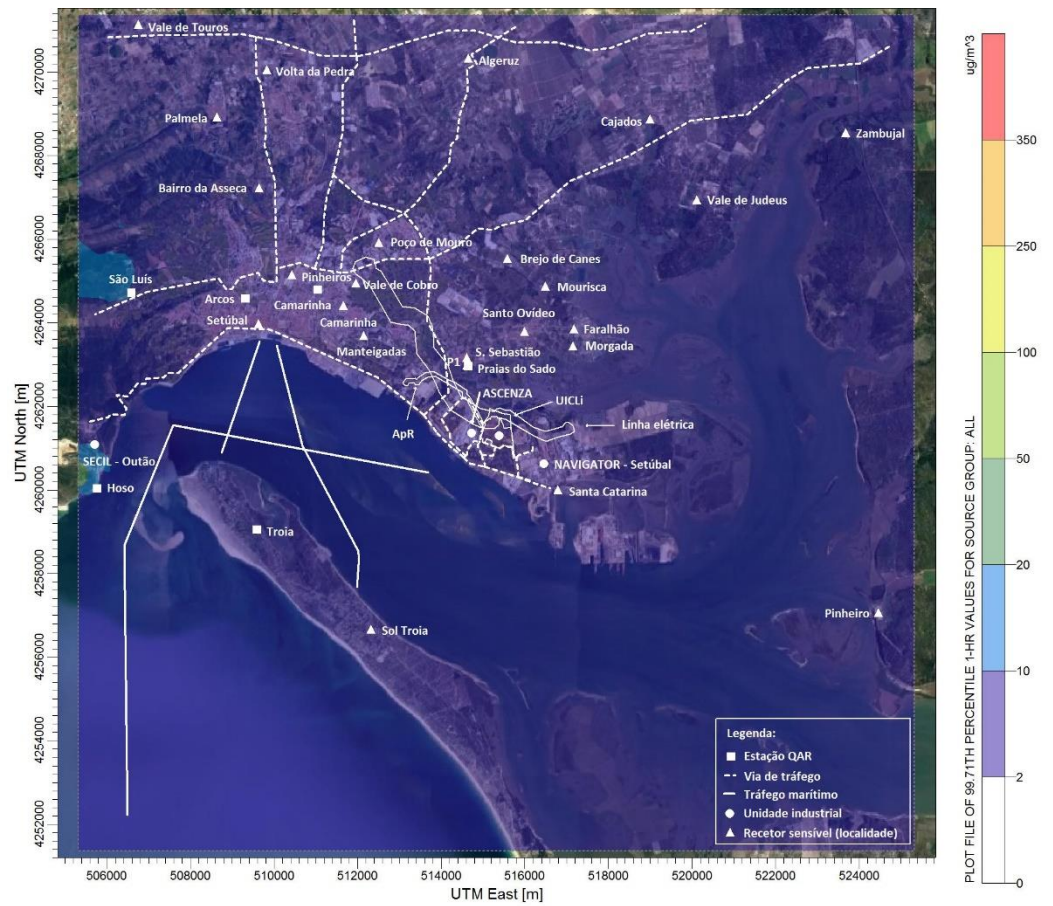 Vale de Touros
Volta da Pedra
Algeruz
Palmela
Cajados
Zambujal
Bairro da Asseca
Vale de Judeus
Poço de Mouro
Brejo de Canes
São Luís
Pinheiros
Vale de Cobro
Mourisca
Arcos
Camarinha
Santo Ovídeo
Setúbal
Camarinha
Faralhão
Manteigadas
Morgada
S. Sebastião
P1
Praias do Sado
ASCENZA
UICLi
ApR
Linha elétrica
SECIL - Outão
NAVIGATOR - Setúbal
Hoso
Santa Catarina
Troia
Pinheiro
Sol Troia
Legenda:
Estação QAR
Via de tráfego
Tráfego marítimo
Unidade industrial
Recetor sensível (localidade)
UTM North [m]
4270000
4268000
4266000
4264000
4262000
4260000
4258000
4256000
4254000
4252000
506000 508000 510000 512000 514000 516000 518000 520000 522000 524000
UTM East [m]
PLOT FILE OF 99.71TH PERCENTILE 1-HR VALUES FOR SOURCE GROUP: ALL
ug/m^3
350
250
100
50
20
10
2
0